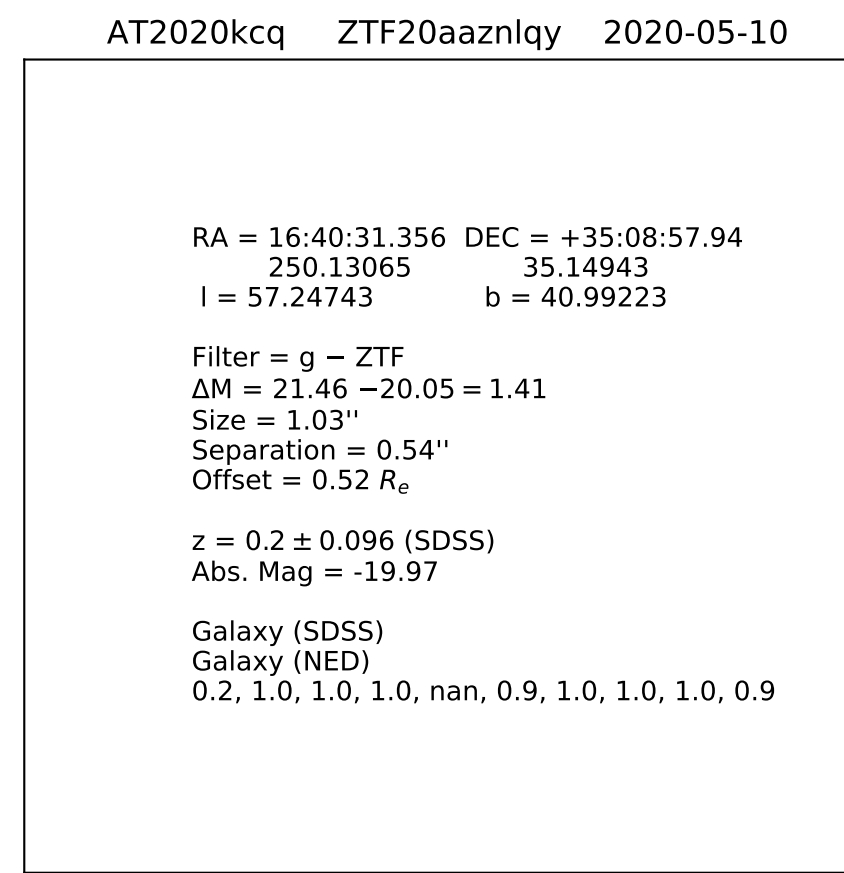 AT2020kcq ZTF20aaznlqy 2020-05-10
RA = 16:40:31.356 DEC = +35:08:57.94
250.13065 35.14943
l = 57.24743 b = 40.99223
Filter = g − ZTF
ΔM = 21.46 −20.05 = 1.41
Size = 1.03''
Separation = 0.54''
Offset = 0.52 Rₑ
z = 0.2 ± 0.096 (SDSS)
Abs. Mag = -19.97
Galaxy (SDSS)
Galaxy (NED)
0.2, 1.0, 1.0, 1.0, nan, 0.9, 1.0, 1.0, 1.0, 0.9